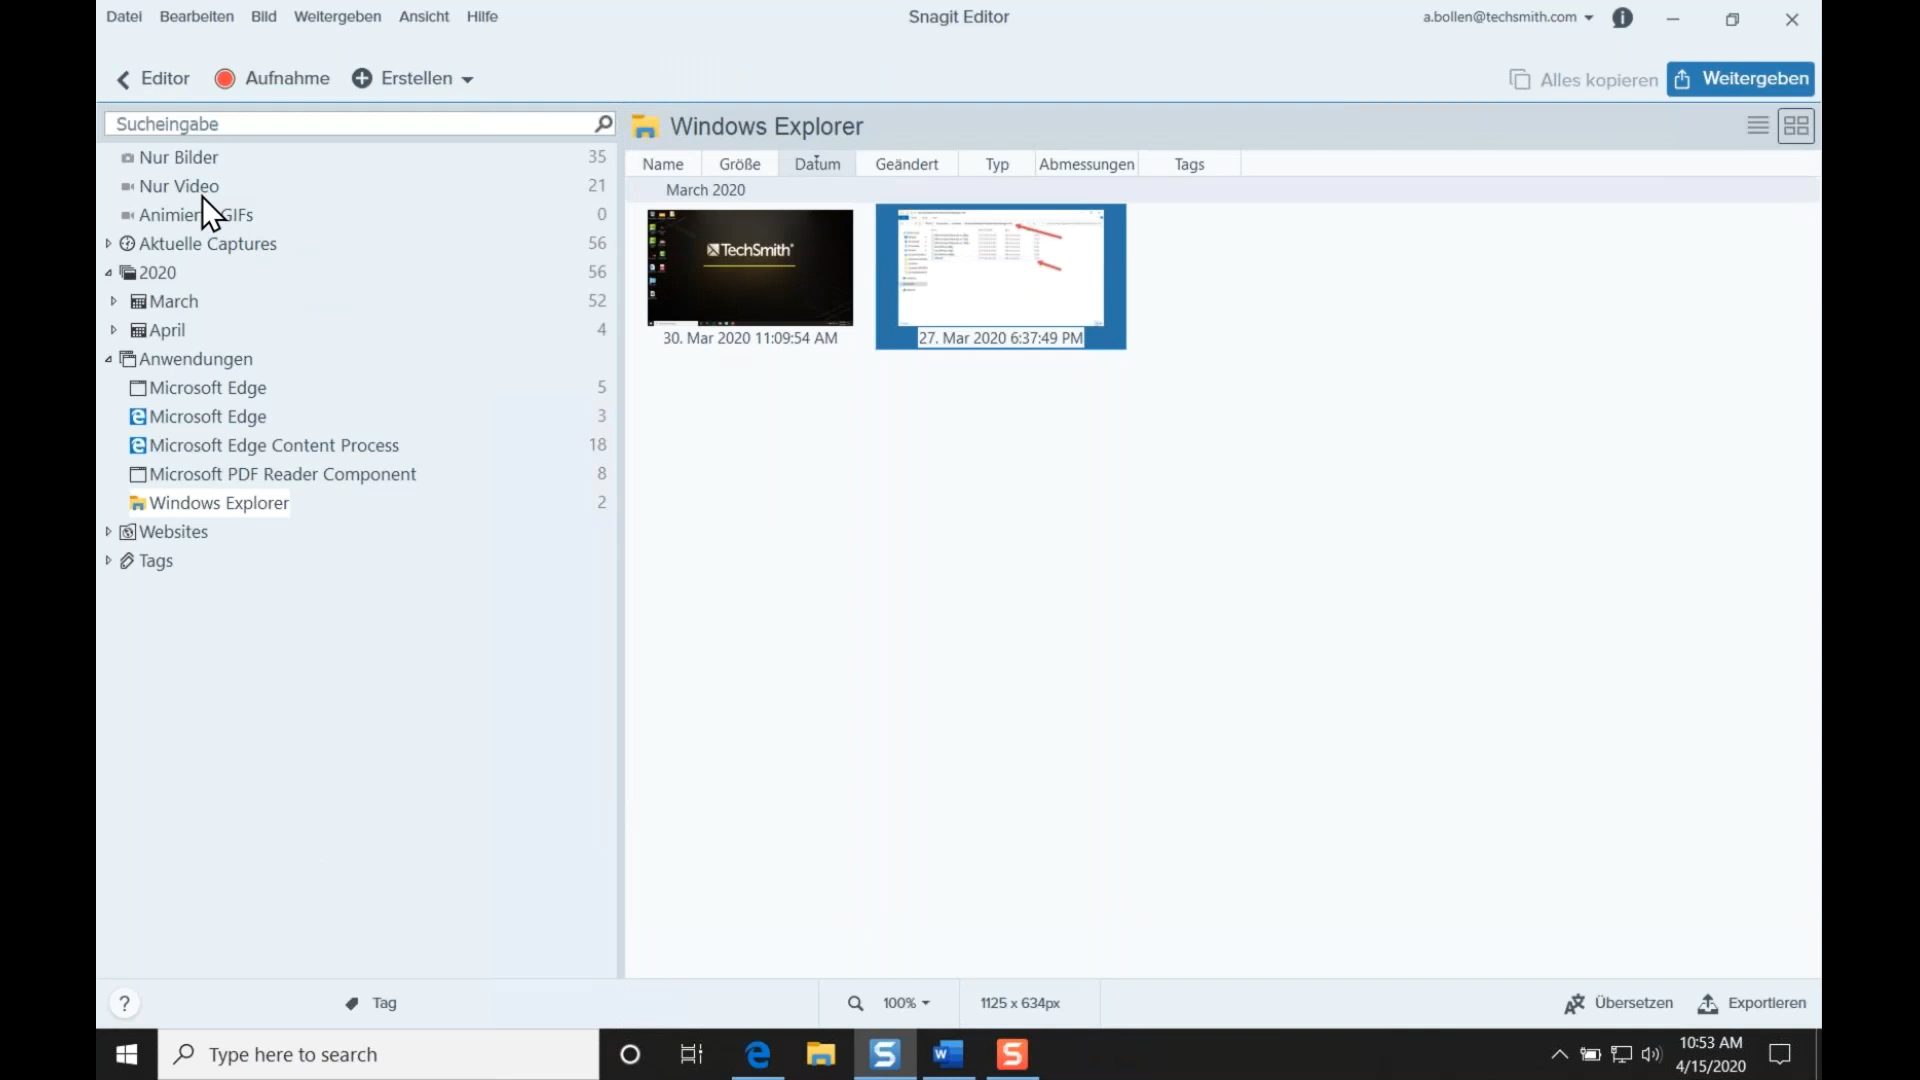 Datei Bearbeiten Bild Weitergeben Ansicht Hilfe Snagit Editor a.bollen@techsmith.com
Editor Aufnahme Erstellen Alles kopieren Weitergeben
Sucheingabe
Nur Bilder 35
Nur Video 21
GIFs 0
Aktuelle Captures 56
2020 56
March 52
April 4
Anwendungen
Microsoft Edge 5
Microsoft Edge 3
Microsoft Edge Content Process 18
Microsoft PDF Reader Component 8
Windows Explorer 2
Websites
Tags
Windows Explorer
Name Größe Datum Geändert Typ Abmessungen Tags
March 2020
TechSmith
30. Mar 2020 11:09:54 AM
27. Mar 2020 6:37:49 PM
? Tag 100% 1125 x 634px Übersetzen Exportieren
Type here to search
10:53 AM
4/15/2020